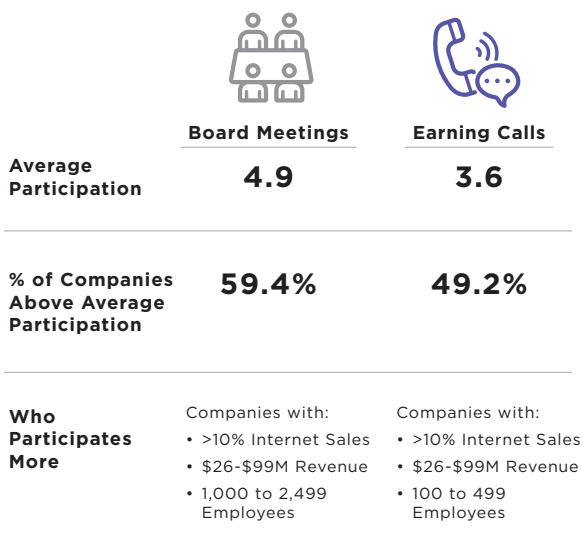 Board Meetings
Earning Calls
Average
Participation
4.9
3.6
% of Companies
Above Average
Participation
59.4%
49.2%
Who
Participates
More
Companies with:
• >10% Internet Sales
• $26-$99M Revenue
• 1,000 to 2,499
Employees
Companies with:
• >10% Internet Sales
• $26-$99M Revenue
• 100 to 499
Employees